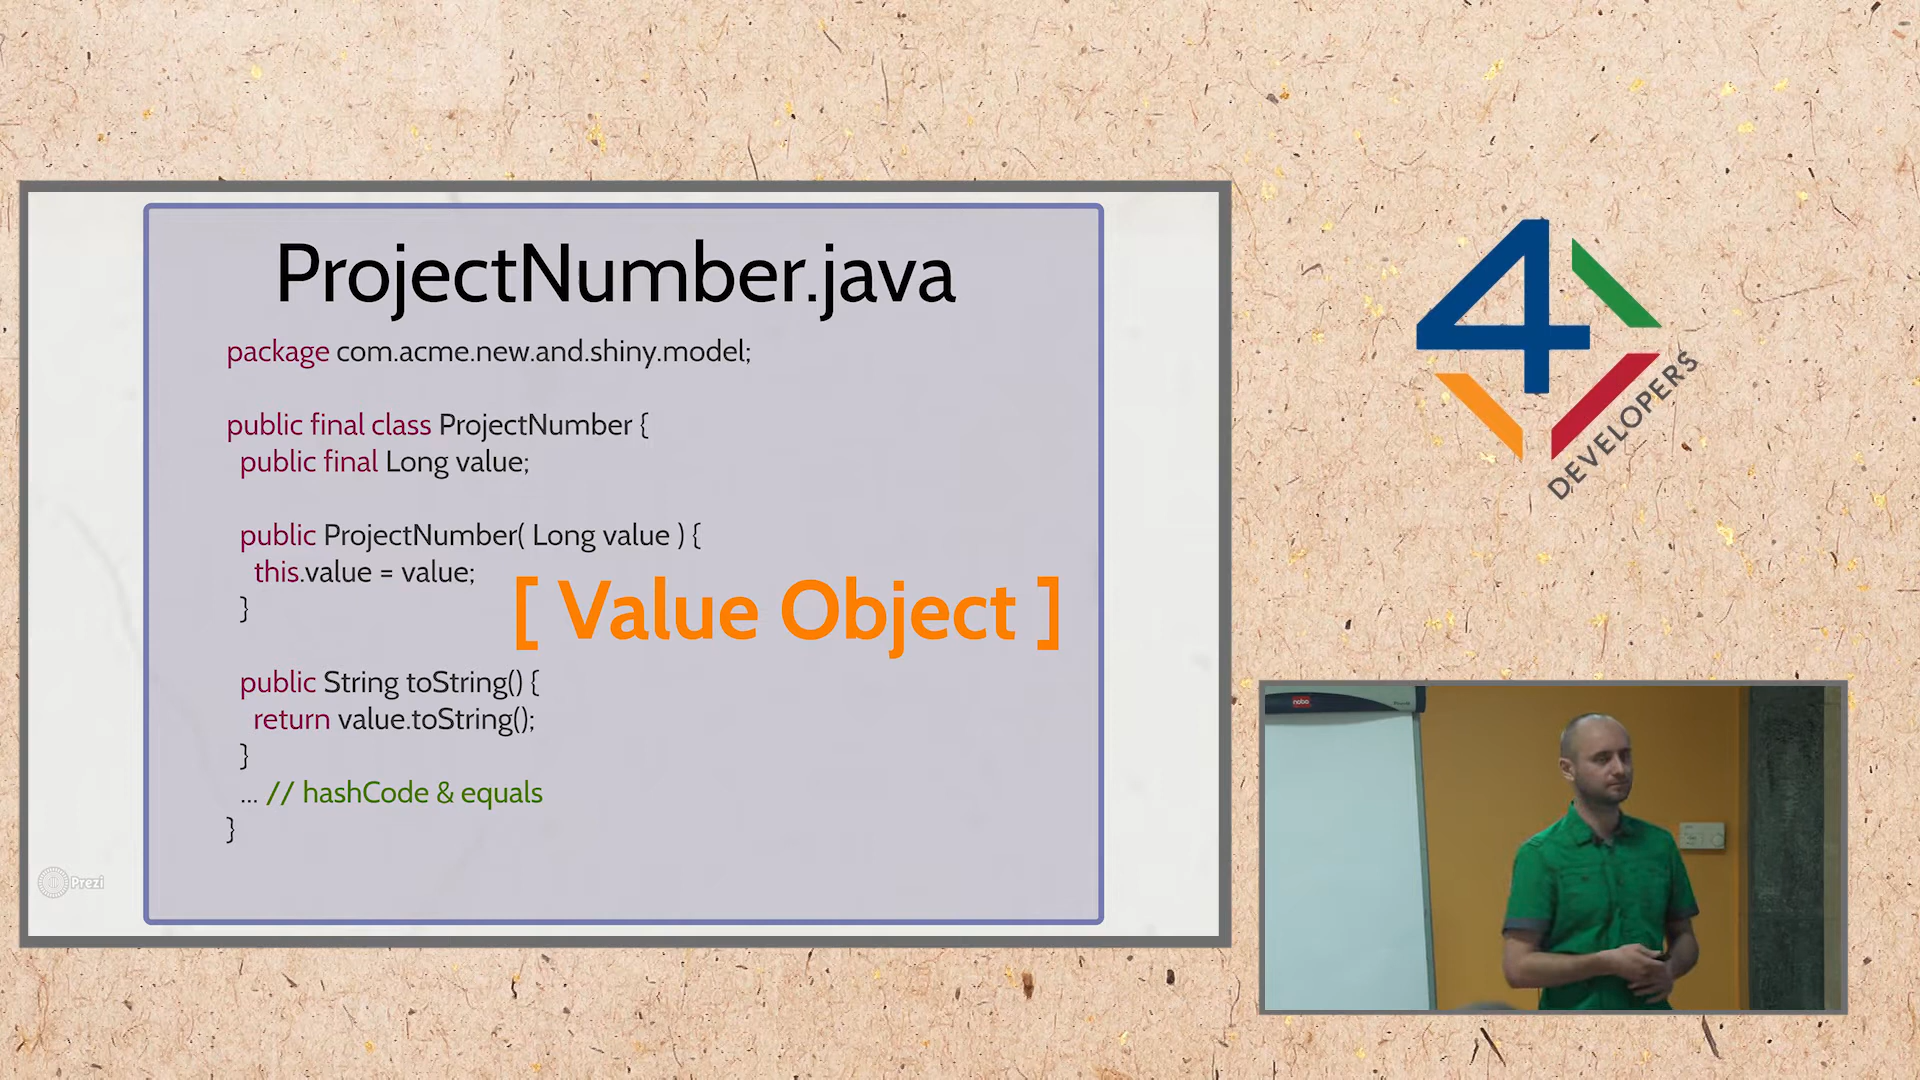 ProjectNumber.java
package com.acme.new.and.shiny.model;
public final class ProjectNumber {
public final Long value;
public ProjectNumber( Long value ) {
this.value = value;
}
[ Value Object ]
public String toString() {
return value.toString();
}
... // hashCode & equals
}
Prezi
4
DEVELOPERS
nobo